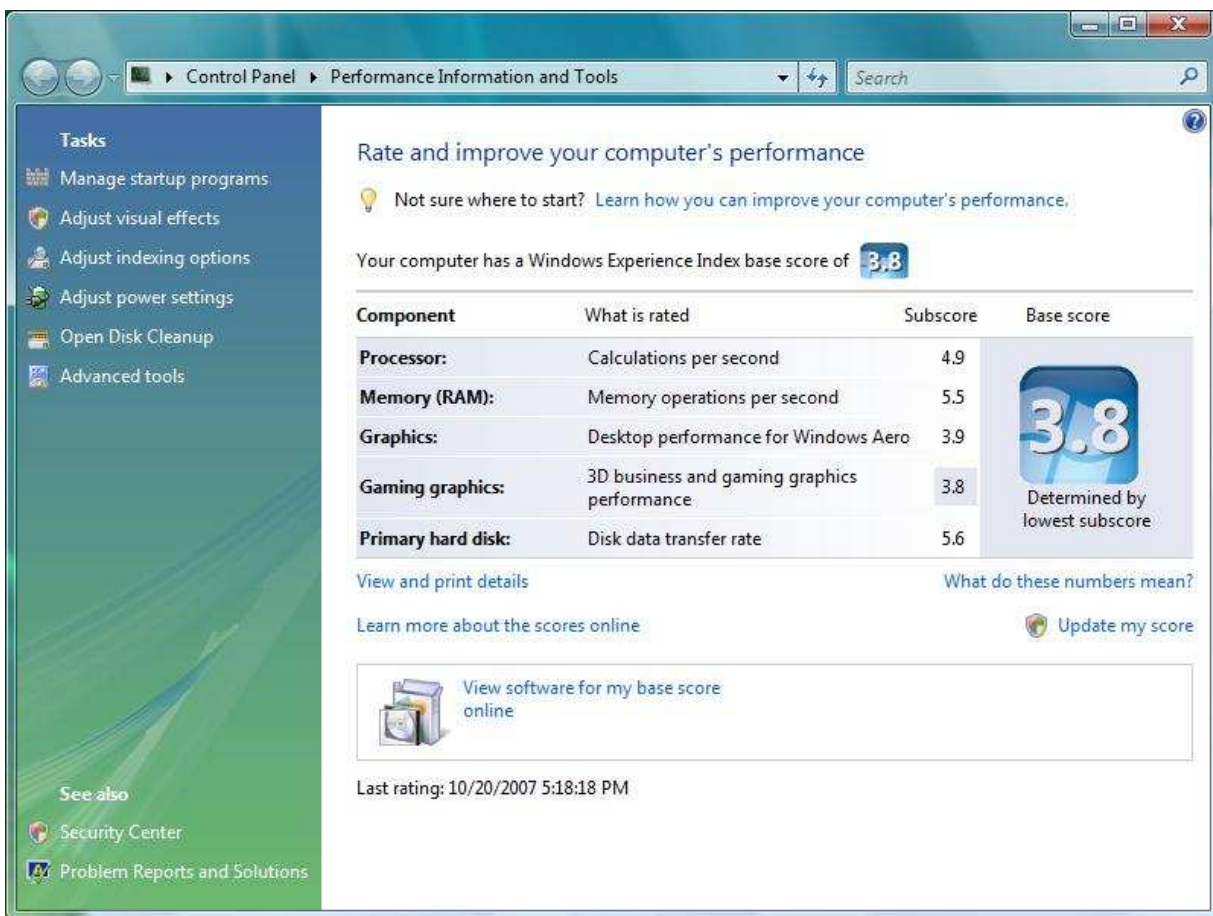 Control Panel ▸ Performance Information and Tools
Search
Tasks
Manage startup programs
Adjust visual effects
Adjust indexing options
Adjust power settings
Open Disk Cleanup
Advanced tools
See also
Security Center
Problem Reports and Solutions
Rate and improve your computer's performance
Not sure where to start? Learn how you can improve your computer's performance.
Your computer has a Windows Experience Index base score of 3.8
Component What is rated Subscore Base score
Processor: Calculations per second 4.9
Memory (RAM): Memory operations per second 5.5
Graphics: Desktop performance for Windows Aero 3.9
Gaming graphics: 3D business and gaming graphics
performance 3.8
Primary hard disk: Disk data transfer rate 5.6
3.8
Determined by
lowest subscore
View and print details What do these numbers mean?
Learn more about the scores online Update my score
View software for my base score
online
Last rating: 10/20/2007 5:18:18 PM